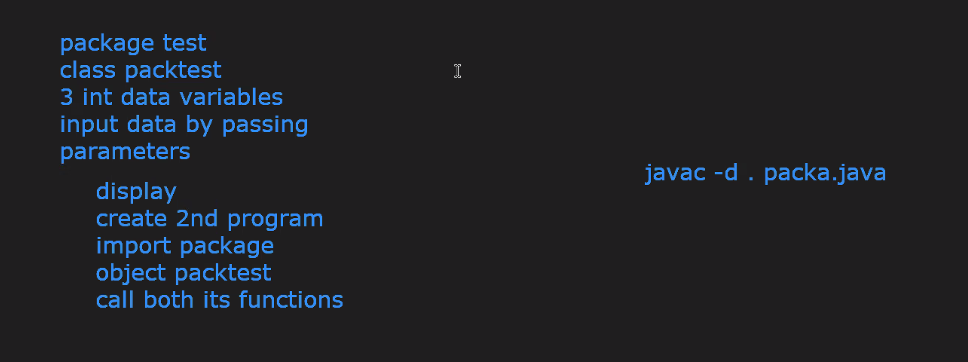 package test
class packtest
3 int data variables
input data by passing
parameters
display
create 2nd program
import package
object packtest
call both its functions
javac -d . packa.java